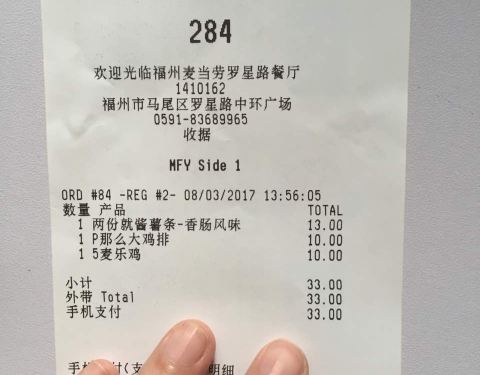 284
欢迎光临福州麦当劳罗星路餐厅
1410162
福州市马尾区罗星路中环广场
0591-83689965
收据
MFY Side 1
ORD #84 -REG #2- 08/03/2017 13:56:05
数量 产品 TOTAL
1 两份就酱薯条-香肠风味 13.00
1 P那么大鸡排 10.00
1 5麦乐鸡 10.00
小计 33.00
外带 Total 33.00
手机支付 33.00
明细